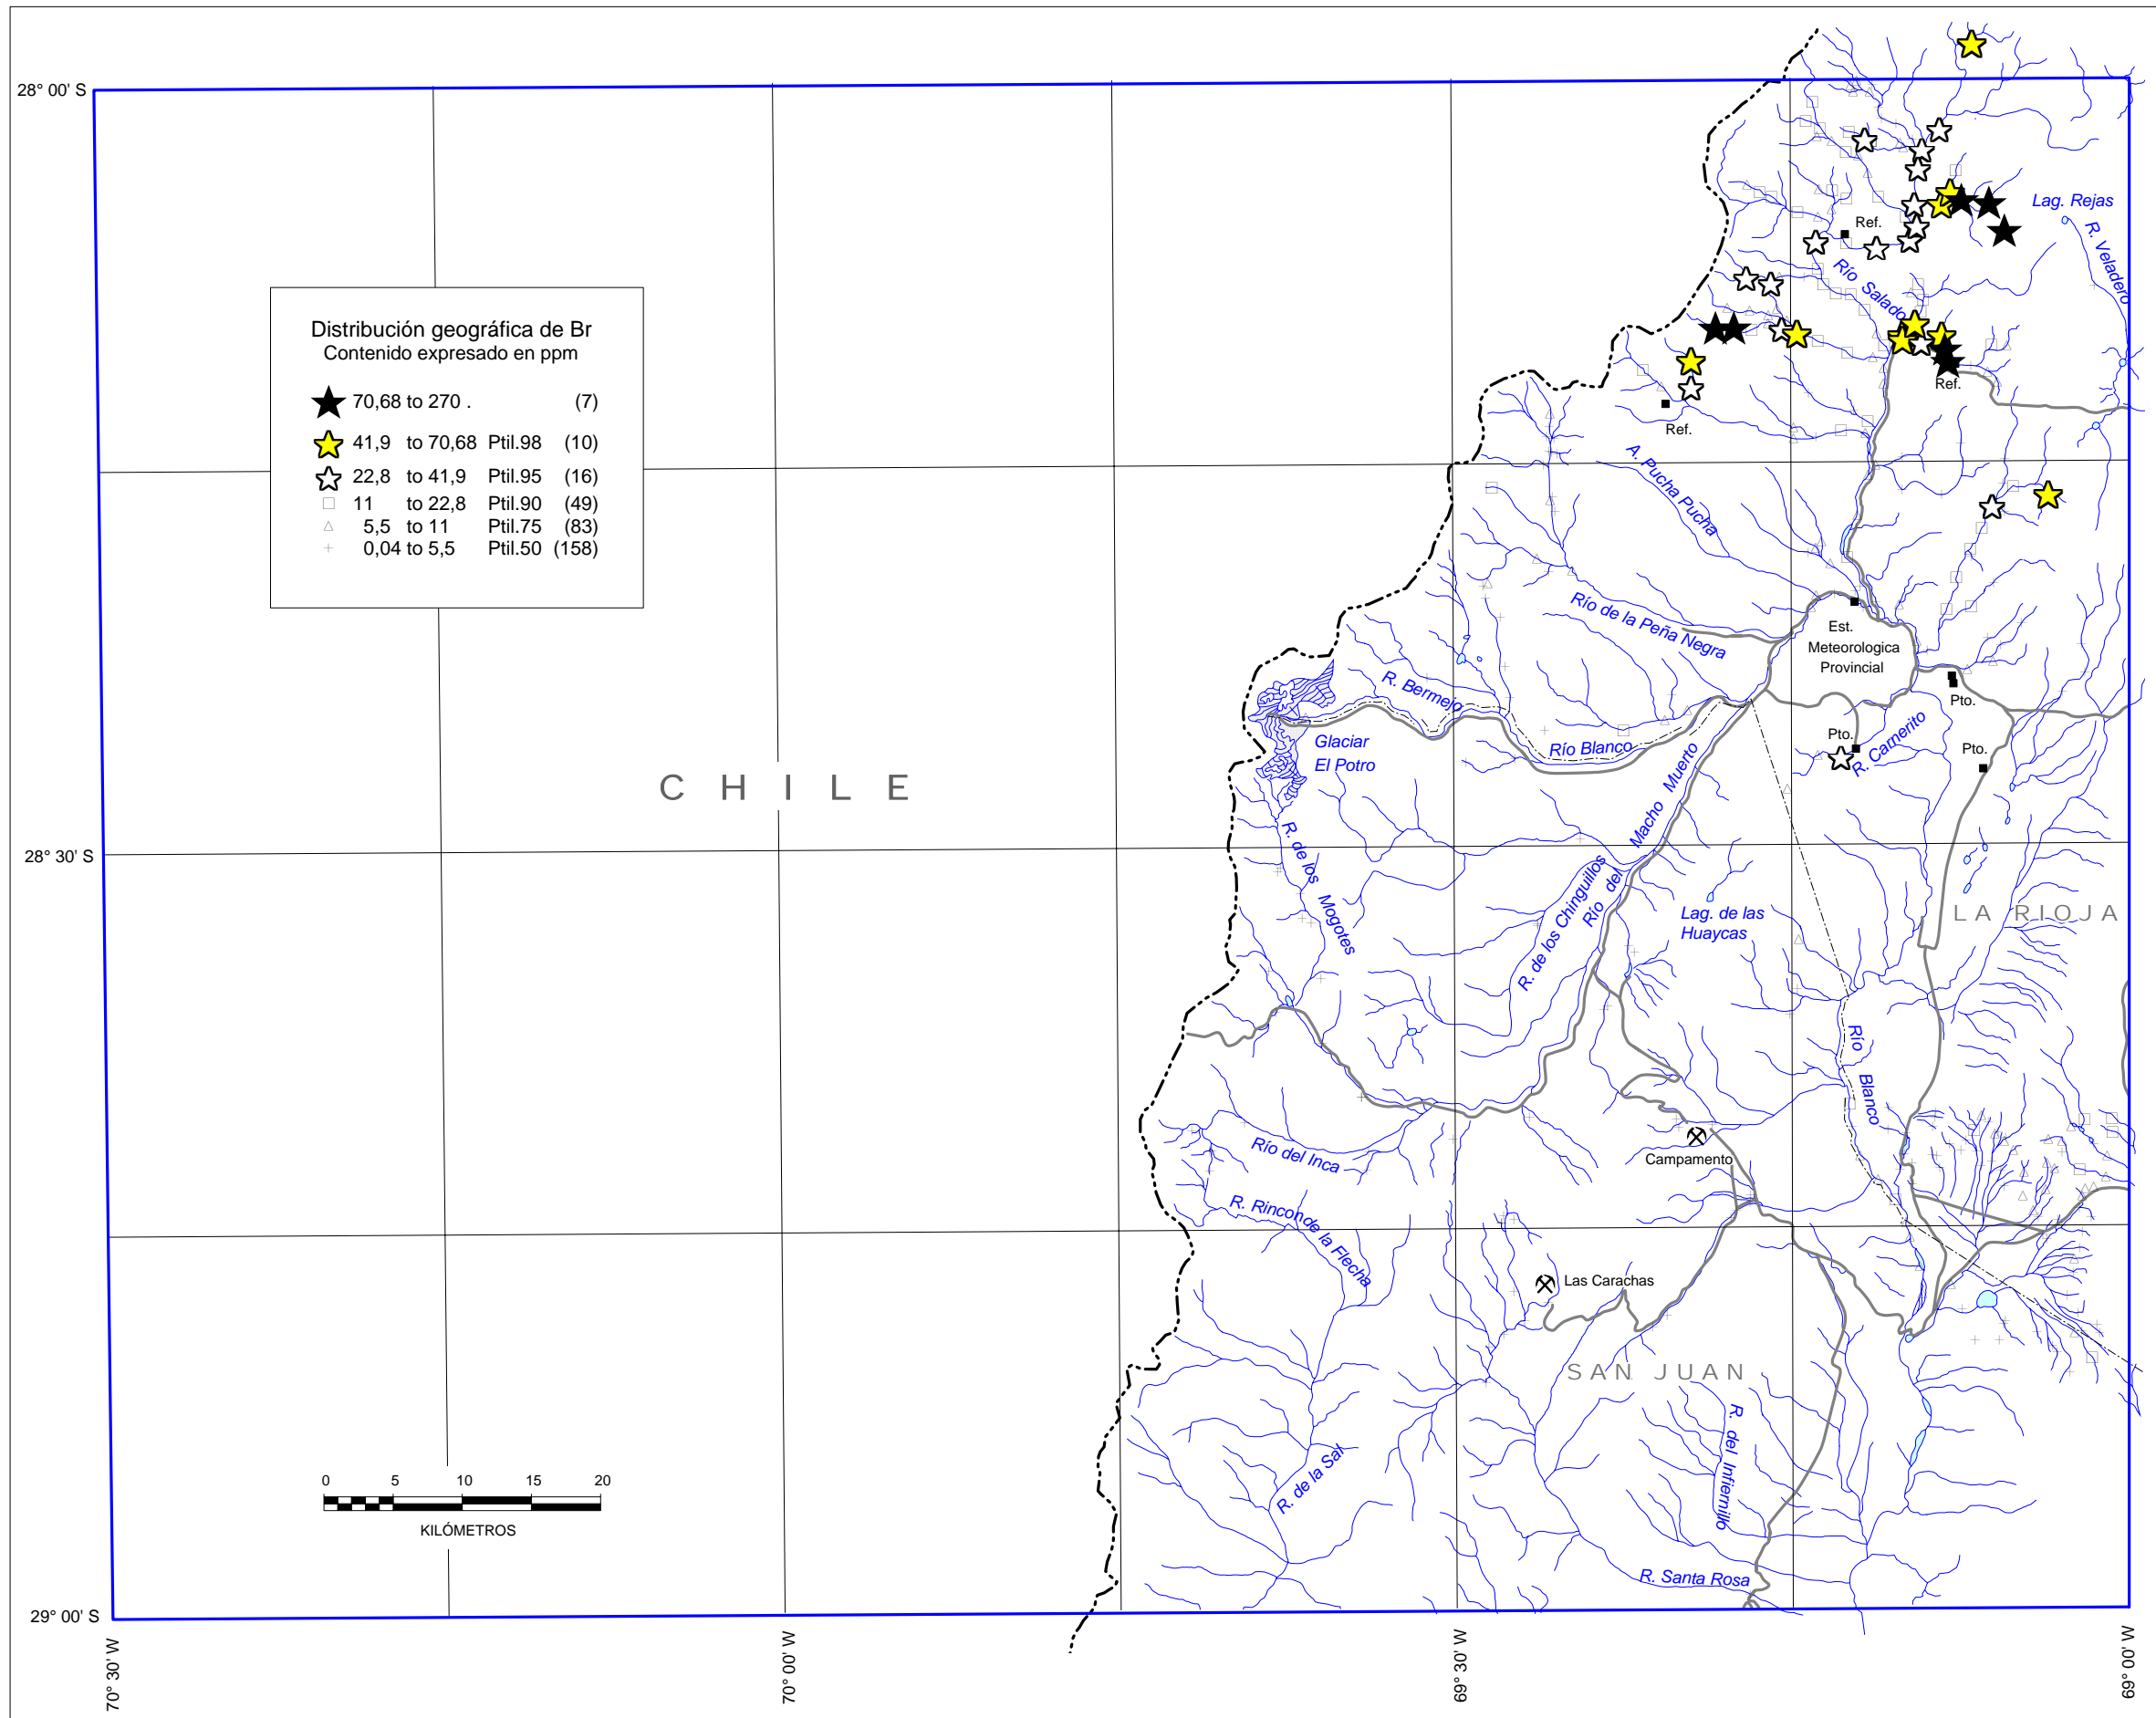 28° 00' S
Lag. Rejas
R. Veladero
Ref.
Río Salado
Distribución geográfica de Br
Contenido expresado en ppm
70,68 to 270 . (7)
41,9 to 70,68 Ptil.98 (10)
22,8 to 41,9 Ptil.95 (16)
11 to 22,8 Ptil.90 (49)
5,5 to 11 Ptil.75 (83)
0,04 to 5,5 Ptil.50 (158)
Ref.
Ref.
A. Pucha Pucha
Río de la Peña Negra
Est.
Meteorologica
Provincial
R. Bermejo
Pto.
Pto.
R. Carnerito
Pto.
Glaciar
El Potro
Río Blanco
CHILE
Río del Macho Muerto
R. de los Mogotes
28° 30' S
R. de los Chinguillos
Lag. de las
Huaycas
LA RIOJA
Río Blanco
Río del Inca
Campamento
R. Rincon de la Flecha
Las Carachas
SAN JUAN
R. del Infiernillo
R. de la Sal
0 5 10 15 20
KILÓMETROS
R. Santa Rosa
29° 00' S
70° 30' W
70° 00' W
69° 30' W
69° 00' W